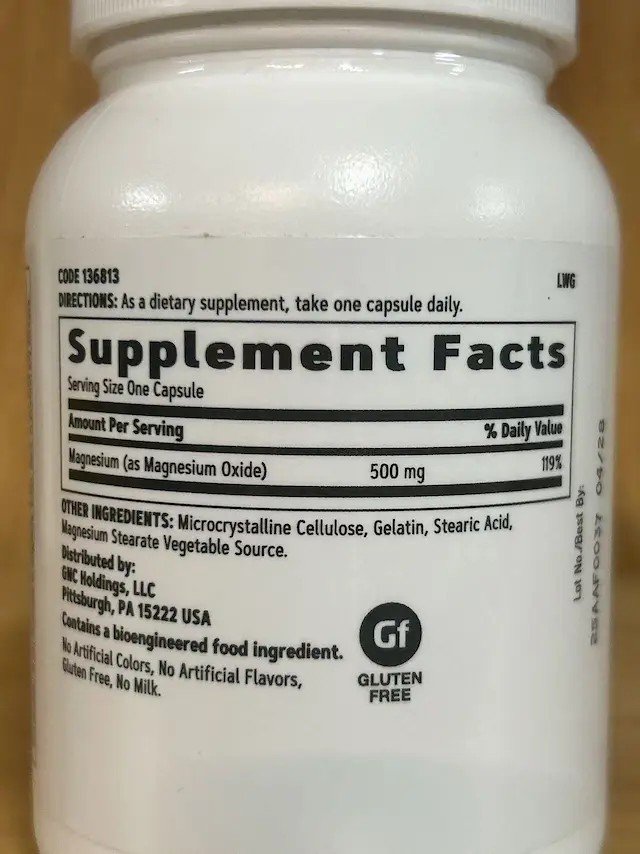 CODE 136813
LWG
DIRECTIONS: As a dietary supplement, take one capsule daily.
Supplement Facts
Serving Size One Capsule
Amount Per Serving % Daily Value
Magnesium (as Magnesium Oxide) 500 mg 119%
OTHER INGREDIENTS: Microcrystalline Cellulose, Gelatin, Stearic Acid,
Magnesium Stearate Vegetable Source.
Distributed by:
GNC Holdings, LLC
Pittsburgh, PA 15222 USA
Contains a bioengineered food ingredient.
No Artificial Colors, No Artificial Flavors,
Gluten Free, No Milk.
Gf
GLUTEN
FREE
Lot No./Best By:
04/28